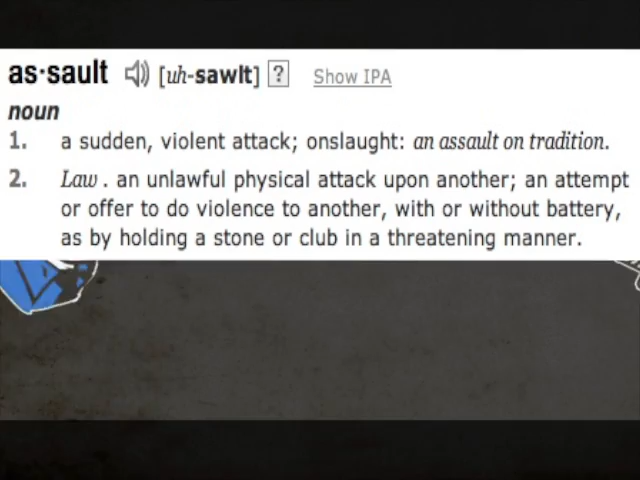 as·sault [uh-sawlt] ? Show IPA
noun
1. a sudden, violent attack; onslaught: an assault on tradition.
2. Law . an unlawful physical attack upon another; an attempt
or offer to do violence to another, with or without battery,
as by holding a stone or club in a threatening manner.